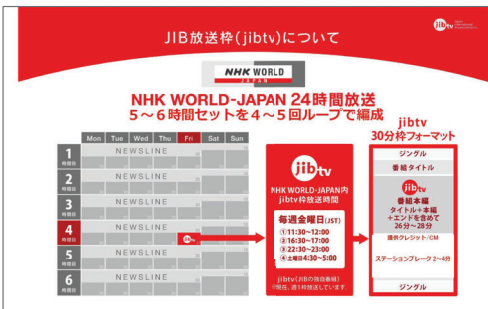 JIB放送枠(jibtv)について
jibtv
NHK WORLD
JAPAN
NHK WORLD-JAPAN 24時間放送
5～6時間セットを4～5回ループで編成
jibtv
30分枠フォーマット
Mon Tue Wed Thu Fri Sat Sun
1
時間目
NEWSLINE
2
時間目
NEWSLINE
3
時間目
NEWSLINE
4
時間目
NEWSLINE
jibtv
5
時間目
NEWSLINE
6
時間目
NEWSLINE
jibtv
NHK WORLD-JAPAN内
jibtv枠放送時間
毎週金曜日(JST)
①11:30~12:00
②16:30~17:00
③22:30~23:00
④土曜日4:30~5:00
jibtv(JIBの独自番組)
※現在、週1枠放送しています。
ジングル
番組タイトル
jibtv
番組本編
タイトル+本編
+エンドを含めて
26分~28分
提供クレジット/CM
ステーションブレーク 2~4分
ジングル